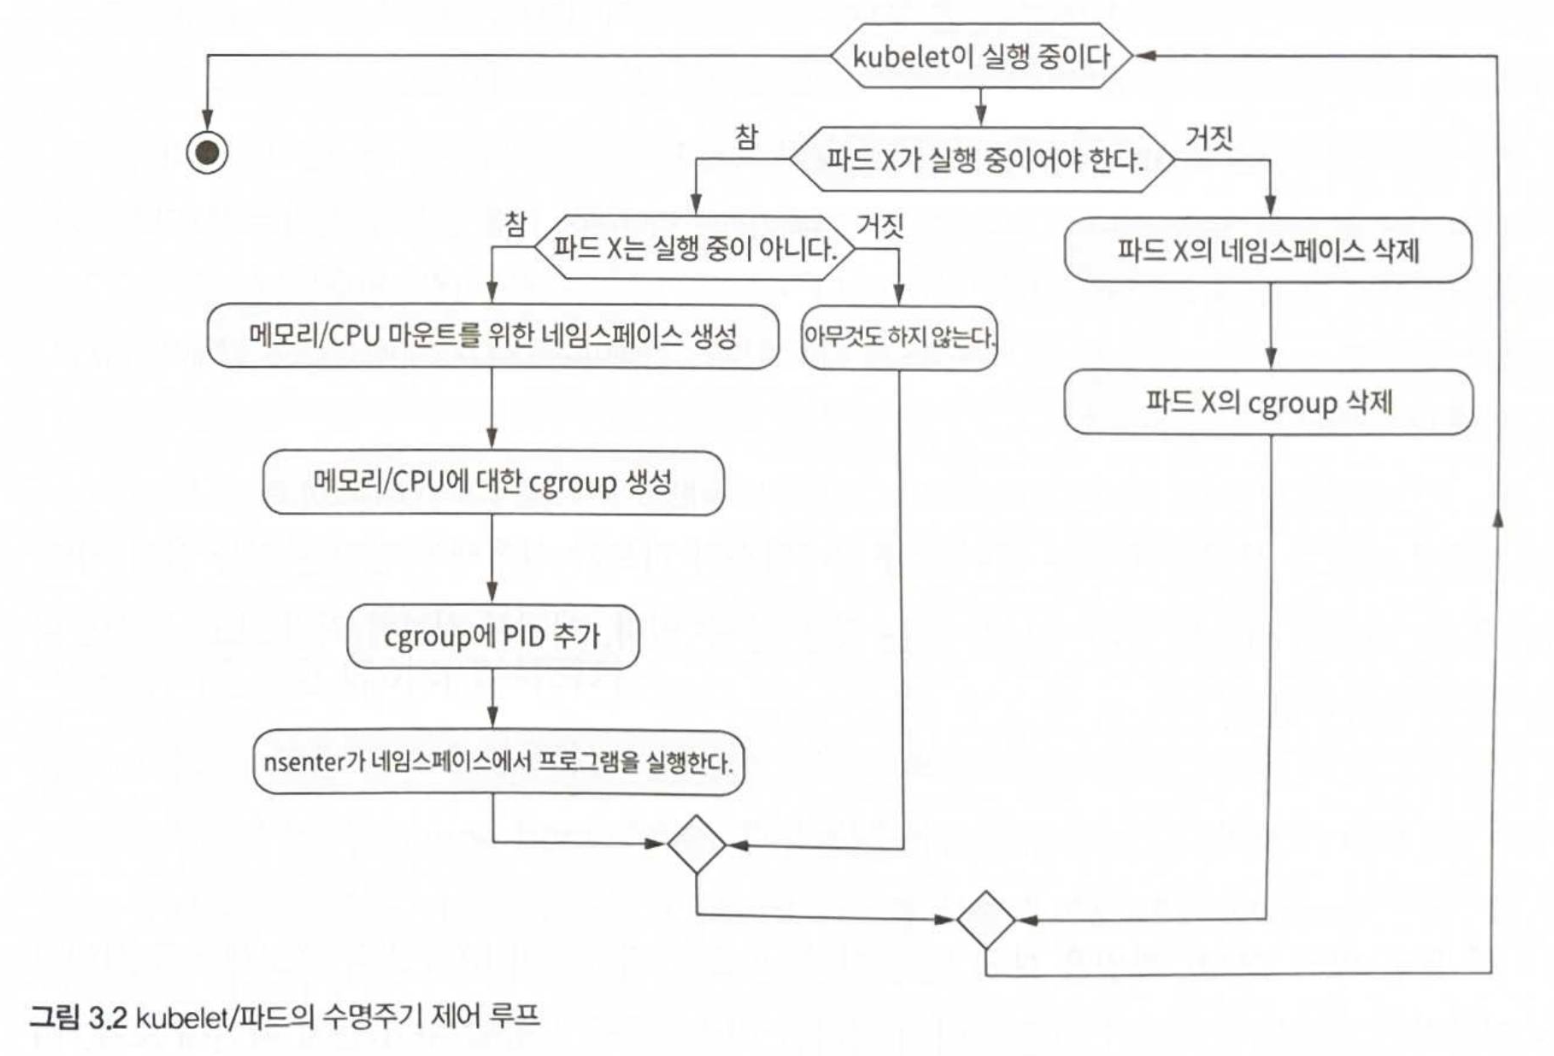 kubelet이 실행 중이다
참
파드 X가 실행 중이어야 한다.
거짓
참
파드 X는 실행 중이 아니다.
거짓
파드 X의 네임스페이스 삭제
메모리/CPU 마운트를 위한 네임스페이스 생성
아무것도 하지 않는다.
파드 X의 cgroup 삭제
메모리/CPU에 대한 cgroup 생성
cgroup에 PID 추가
nsenter가 네임스페이스에서 프로그램을 실행한다.
그림 3.2 kubelet/파드의 수명주기 제어 루프